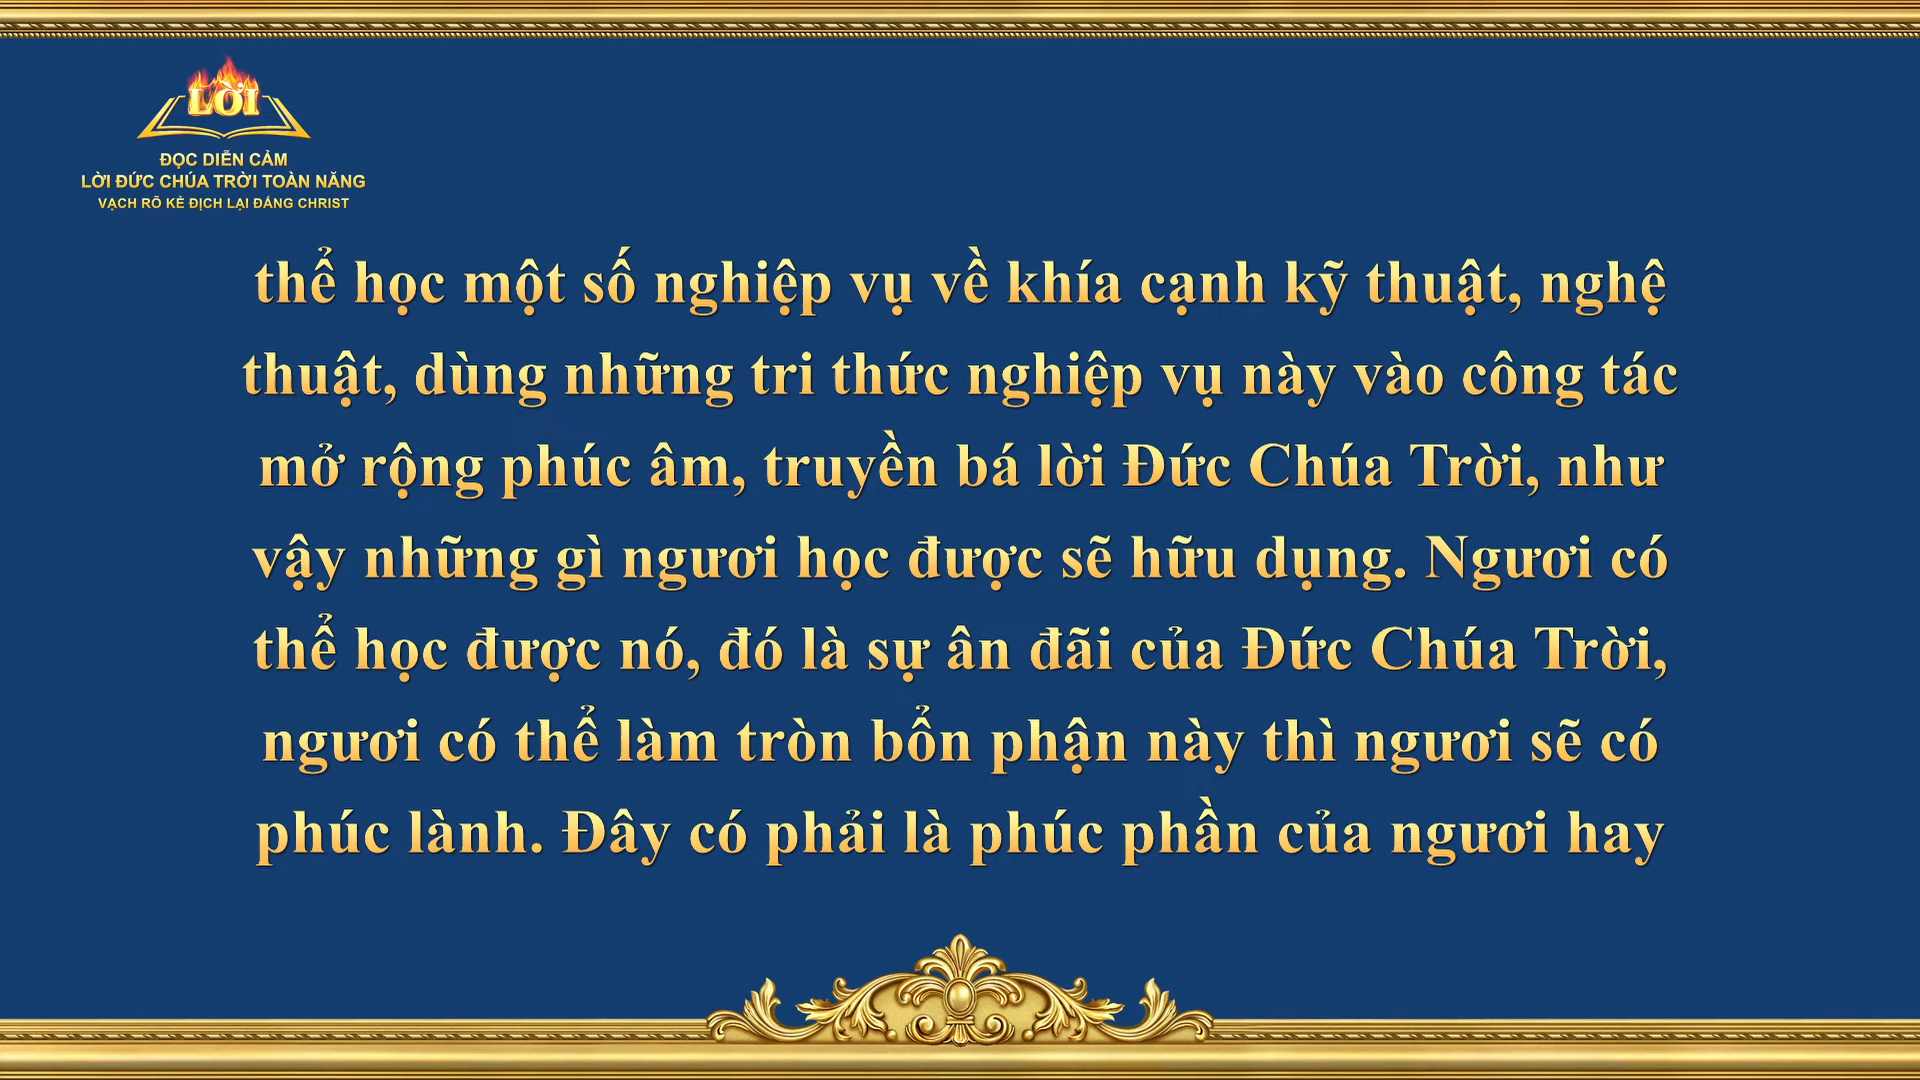 LỜI
ĐỌC DIỄN CẢM
LỜI ĐỨC CHÚA TRỜI TOÀN NĂNG
VẠCH RÕ KẺ ĐỊCH LẠI ĐẤNG CHRIST
thể học một số nghiệp vụ về khía cạnh kỹ thuật, nghệ
thuật, dùng những tri thức nghiệp vụ này vào công tác
mở rộng phúc âm, truyền bá lời Đức Chúa Trời, như
vậy những gì ngươi học được sẽ hữu dụng. Ngươi có
thể học được nó, đó là sự ân đãi của Đức Chúa Trời,
ngươi có thể làm tròn bổn phận này thì ngươi sẽ có
phúc lành. Đây có phải là phúc phần của ngươi hay